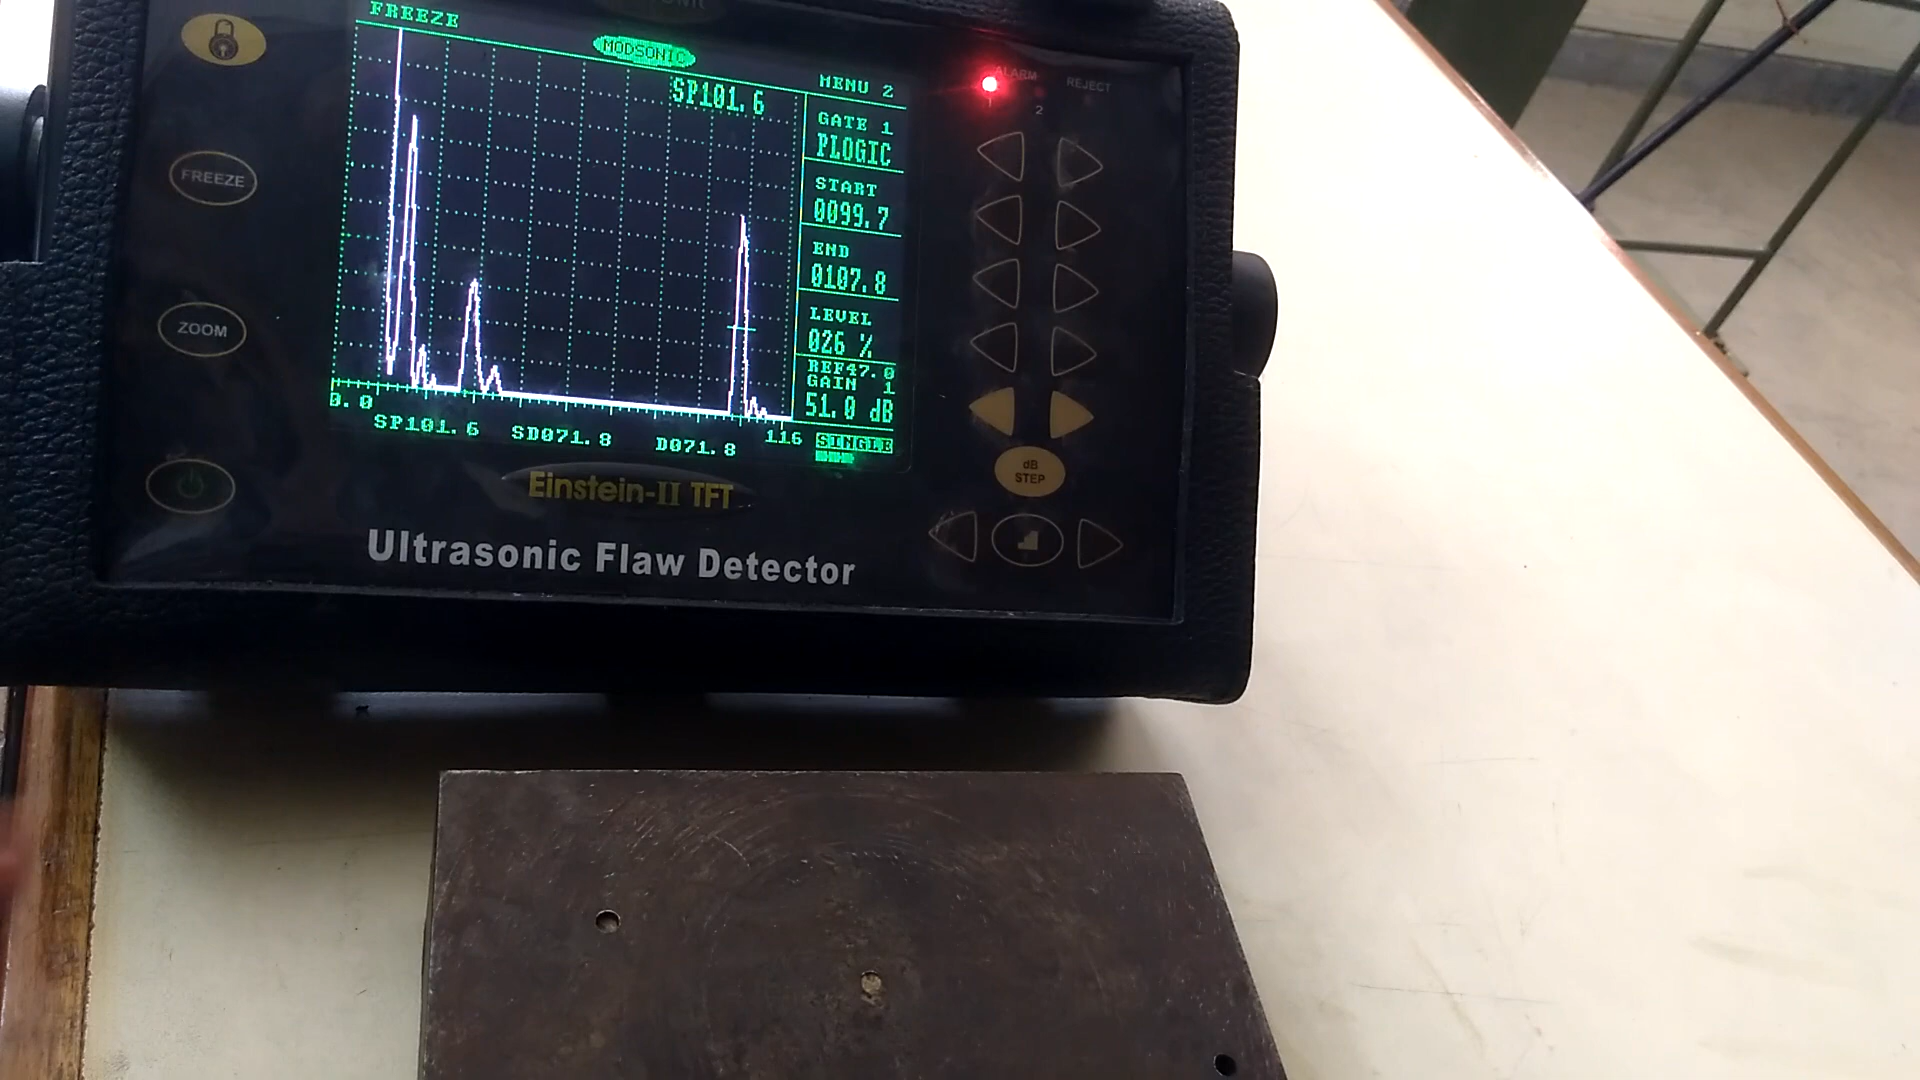 FREEZE
MODSONIC
MENU 2
SP101.6
GATE 1
PLOGIC
START
0099.7
END
0107.8
LEVEL
026 %
REF47.0
GAIN 1
51.0 dB
0.0
116
SP101.6 SD071.8 D071.8
SINGLE
Einstein-II TFT
Ultrasonic Flaw Detector
FREEZE
ZOOM
ALARM
REJECT
1
2
dB
STEP